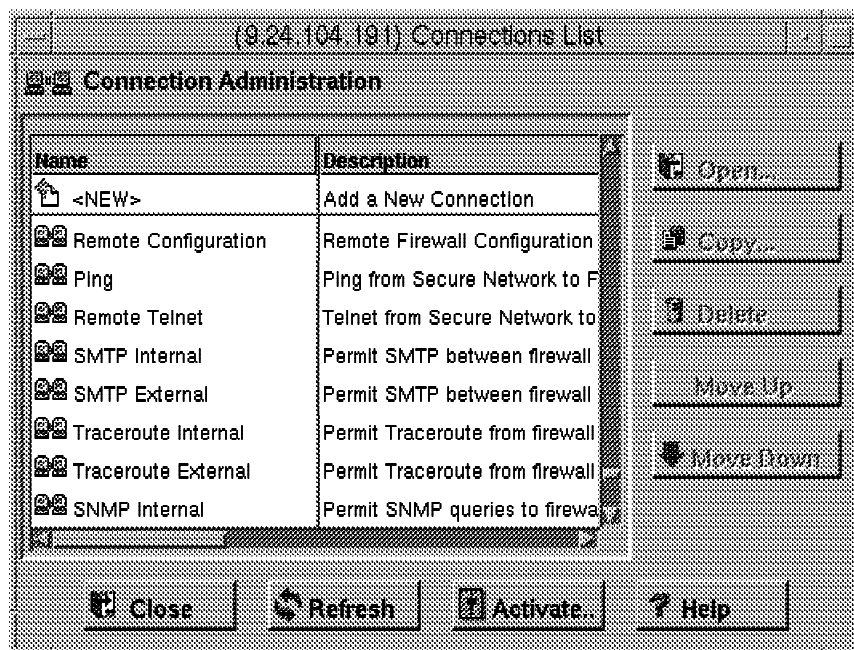 (9.24.104.191) Connections List
Connection Administration
Name Description
<NEW> Add a New Connection
Remote Configuration Remote Firewall Configuration
Ping Ping from Secure Network to F
Remote Telnet Telnet from Secure Network to
SMTP Internal Permit SMTP between firewall
SMTP External Permit SMTP between firewall
Traceroute Internal Permit Traceroute from firewall
Traceroute External Permit Traceroute from firewall
SNMP Internal Permit SNMP queries to firewa
Open...
Copy...
Delete
Move Up
Move Down
Close Refresh Activate.. Help